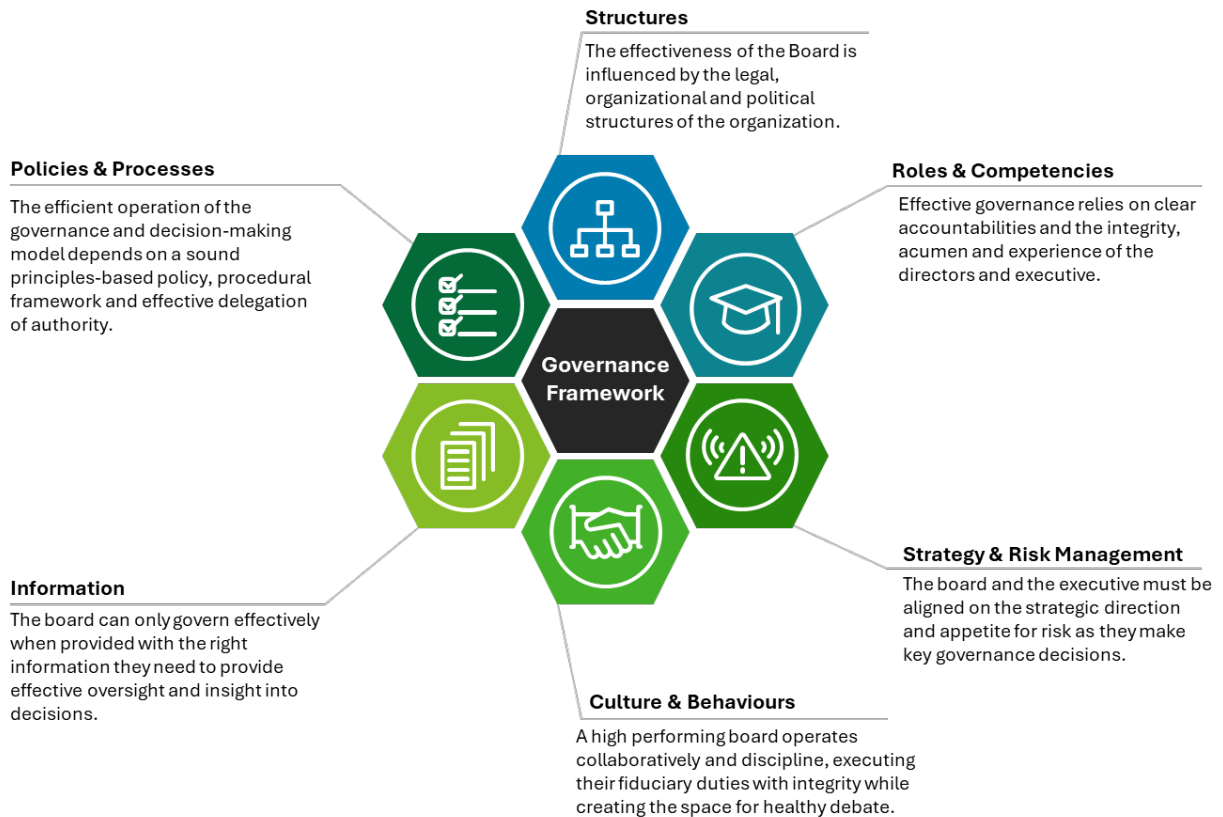 Structures
The effectiveness of the Board is
influenced by the legal,
organizational and political
structures of the organization.
Policies & Processes
The efficient operation of the
governance and decision-making
model depends on a sound
principles-based policy, procedural
framework and effective delegation
of authority.
Roles & Competencies
Effective governance relies on clear
accountabilities and the integrity,
acumen and experience of the
directors and executive.
Governance
Framework
Information
The board can only govern effectively
when provided with the right
information they need to provide
effective oversight and insight into
decisions.
Strategy & Risk Management
The board and the executive must be
aligned on the strategic direction
and appetite for risk as they make
key governance decisions.
Culture & Behaviours
A high performing board operates
collaboratively and discipline, executing
their fiduciary duties with integrity while
creating the space for healthy debate.